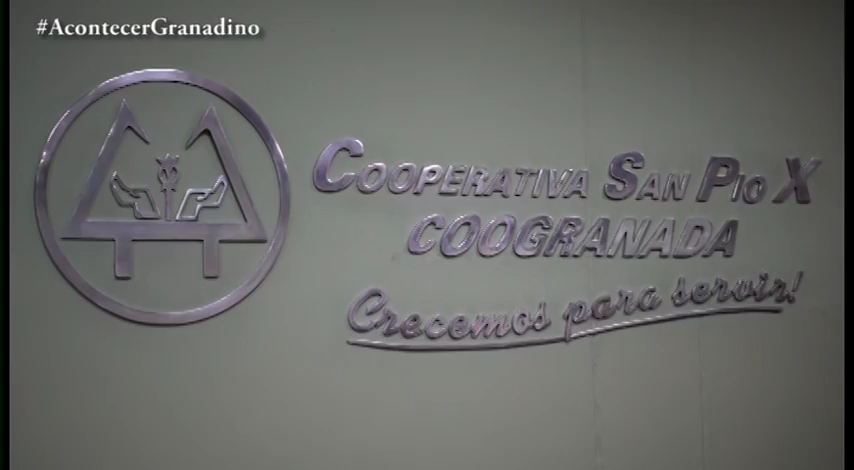 #AcontecerGranadino
COOPERATIVA SAN PIO X
COOGRANADA
Crecemos para servir!